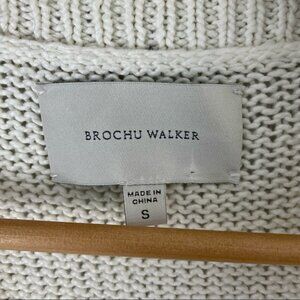 BROCHU WALKER
MADE IN
CHINA
S